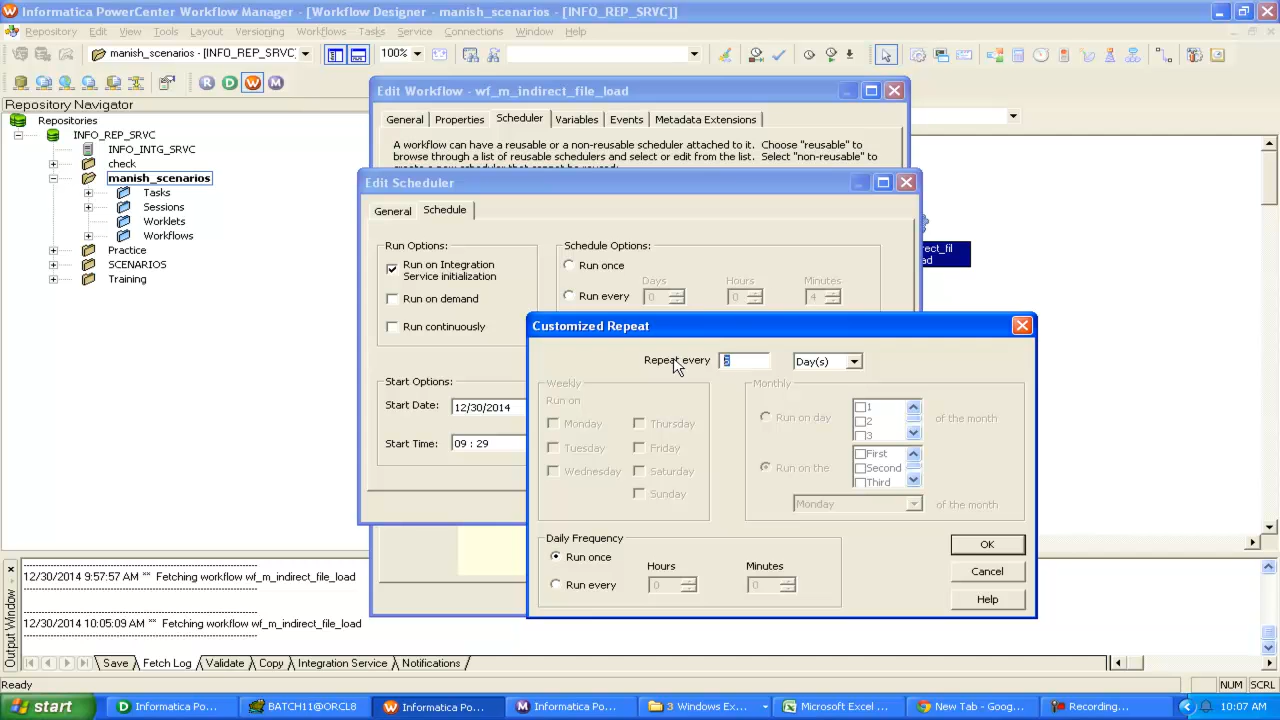 Informatica PowerCenter Workflow Manager - [Workflow Designer - manish_scenarios - [INFO_REP_SRVC]]
Repository Edit View Tools Layout Versioning Workflows Tasks Service Connections Window Help
manish_scenarios - [INFO_REP_SRVC] 100%
R D W M
Repository Navigator
Repositories
INFO_REP_SRVC
INFO_INTG_SRVC
check
manish_scenarios
Tasks
Sessions
Worklets
Workflows
Practice
SCENARIOS
Training
Edit Workflow - wf_m_indirect_file_load
General Properties Scheduler Variables Events Metadata Extensions
A workflow can have a reusable or a non-reusable scheduler attached to it. Choose "reusable" to
browse through a list of reusable schedulers and select or edit from the list. Select "non-reusable" to
Edit Scheduler
General Schedule
Run Options:
Run on Integration
Service initialization
Run on demand
Run continuously
Schedule Options:
Run once
Days Hours Minutes
Run every 0 0 4
Start Options:
Start Date: 12/30/2014
Start Time: 09 : 29
irect_fil
ad
Customized Repeat
Repeat every Day(s)
Weekly
Run on
Monday Thursday
Tuesday Friday
Wednesday Saturday
Sunday
Monthly
Run on day 1 of the month
2
3
First
Run on the Second
Third
Monday of the month
Daily Frequency
Run once
Hours Minutes
Run every 0 0
OK
Cancel
Help
Output Window
12/30/2014 9:57:57 AM ** Fetching workflow wf_m_indirect_file_load
12/30/2014 10:05:09 AM ** Fetching workflow wf_m_indirect_file_load
Save Fetch Log Validate Copy Integration Service Notifications
Ready NUM SCRL
start Informatica Po... BATCH11@ORCL8 Informatica Po... Informatica Po... 3 Windows Ex... Microsoft Excel ... New Tab - Goog... Recording... 10:07 AM